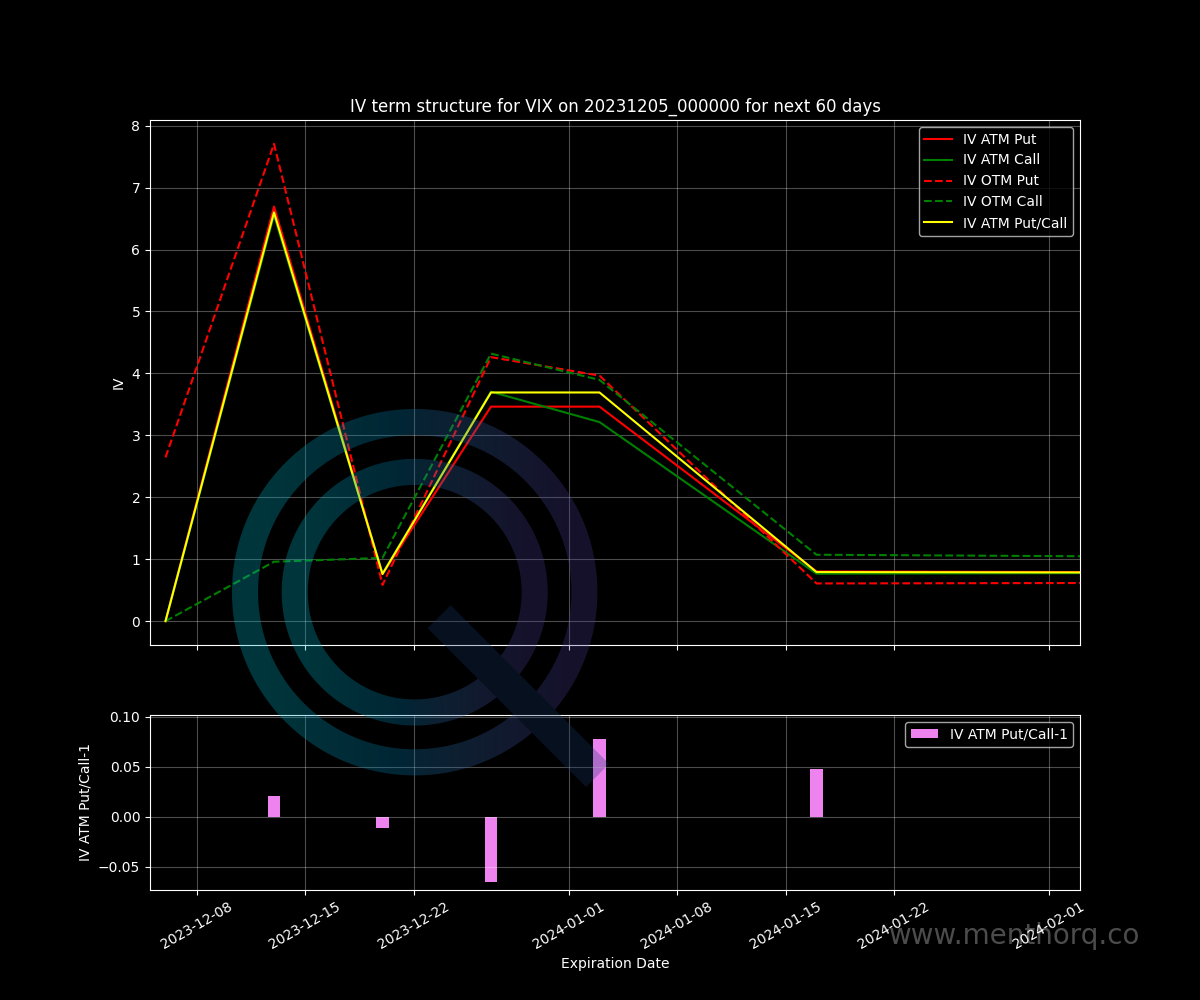 IV term structure for VIX on 20231205_000000 for next 60 days
8
7
6
5
4
3
2
1
0
IV
IV ATM Put
IV ATM Call
IV OTM Put
IV OTM Call
IV ATM Put/Call
0.10
0.05
0.00
−0.05
IV ATM Put/Call-1
IV ATM Put/Call-1
2023-12-08
2023-12-15
2023-12-22
2024-01-01
2024-01-08
2024-01-15
2024-01-22
2024-02-01
www.menthorq.co
Expiration Date